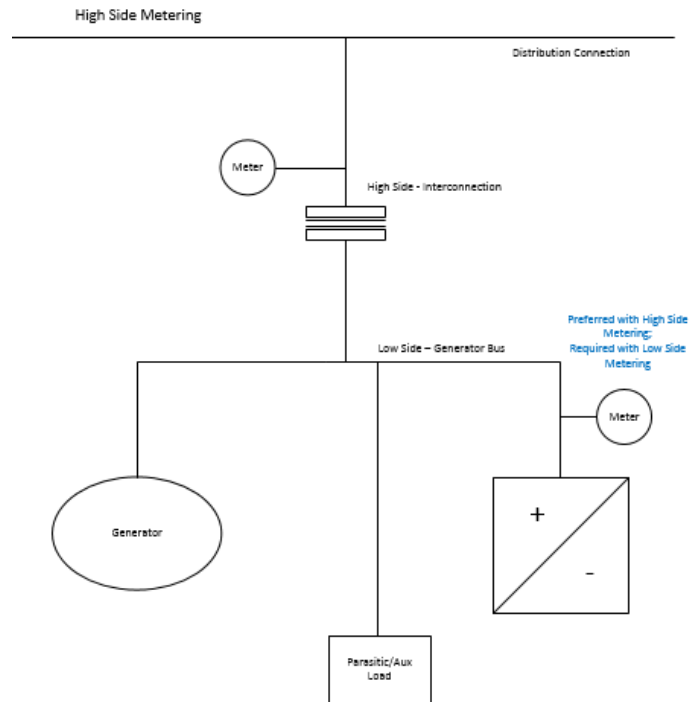 High Side Metering
Distribution Connection
Meter
High Side - Interconnection
Preferred with High Side
Metering;
Required with Low Side
Metering
Low Side – Generator Bus
Meter
+
-
Generator
Parasitic/Aux
Load